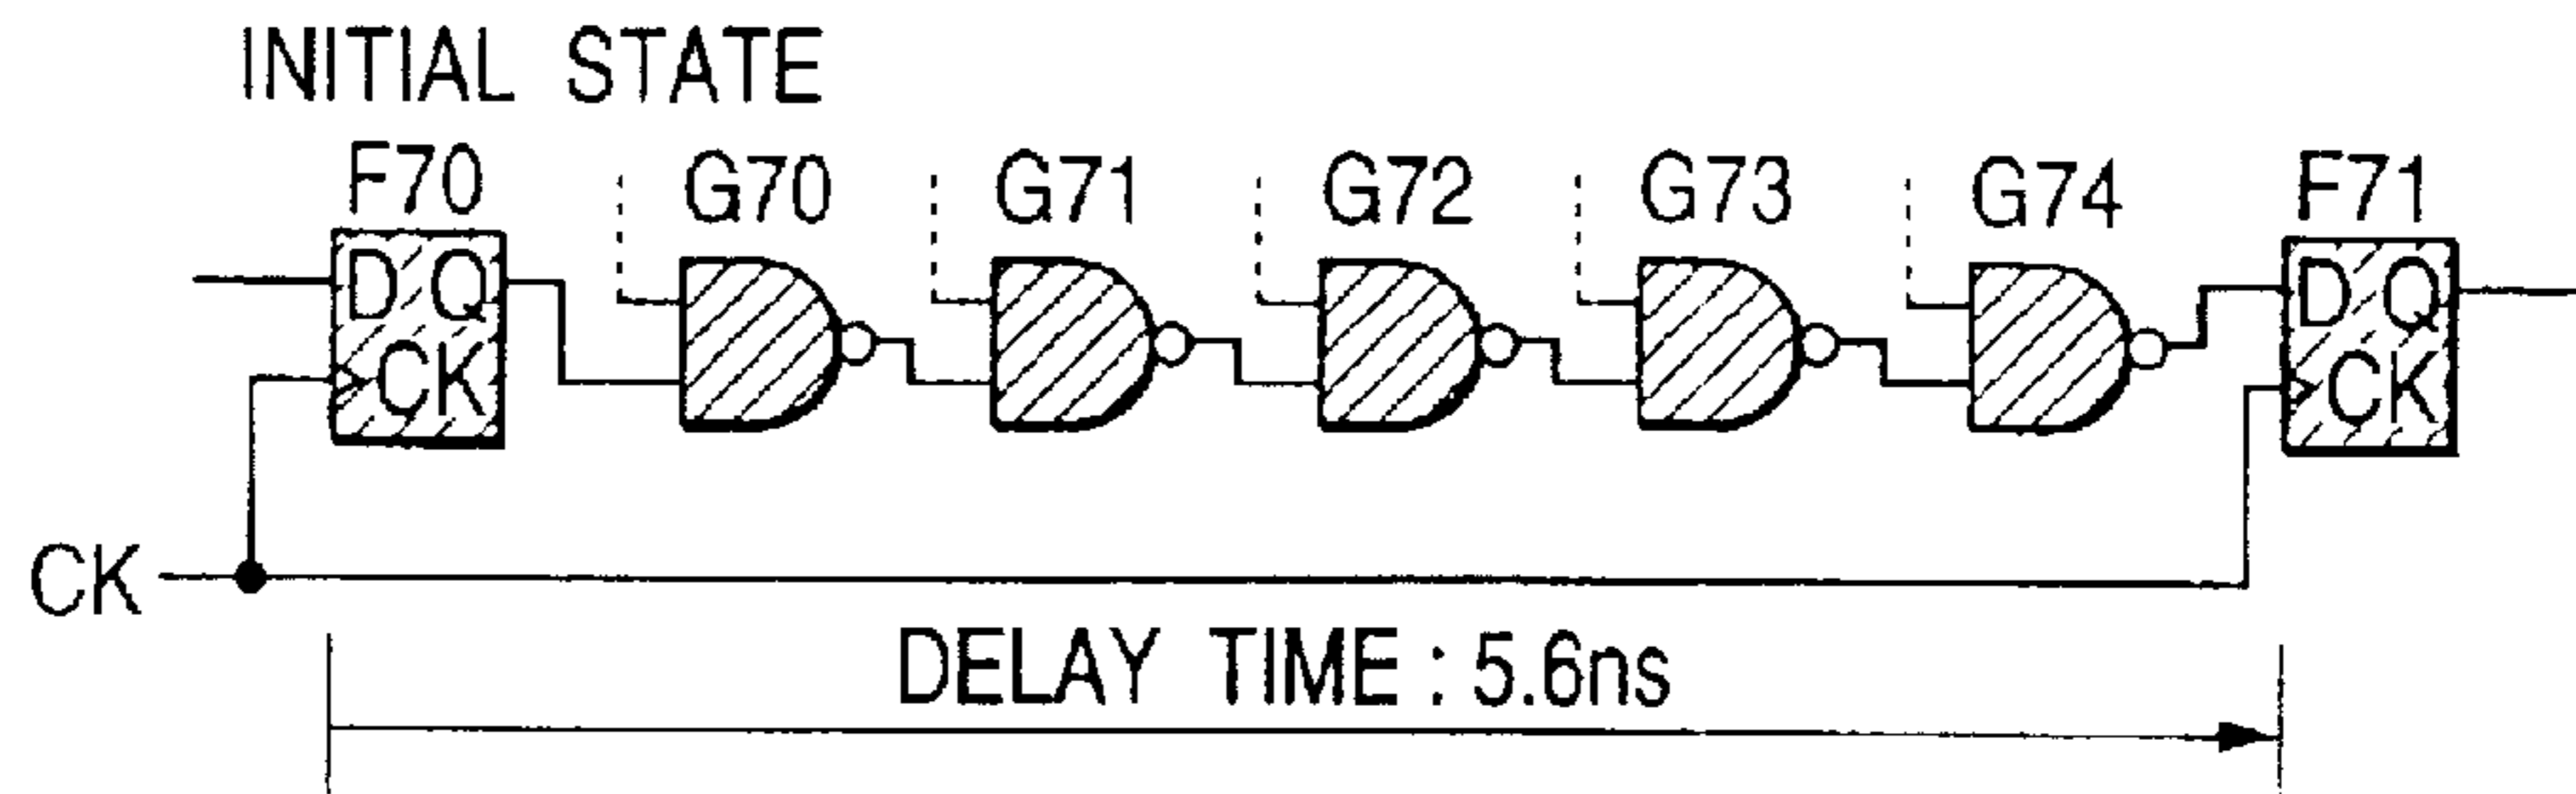 INITIAL STATE
F70 G70 G71 G72 G73 G74 F71
D Q D Q
CK CK
CK
DELAY TIME : 5.6ns